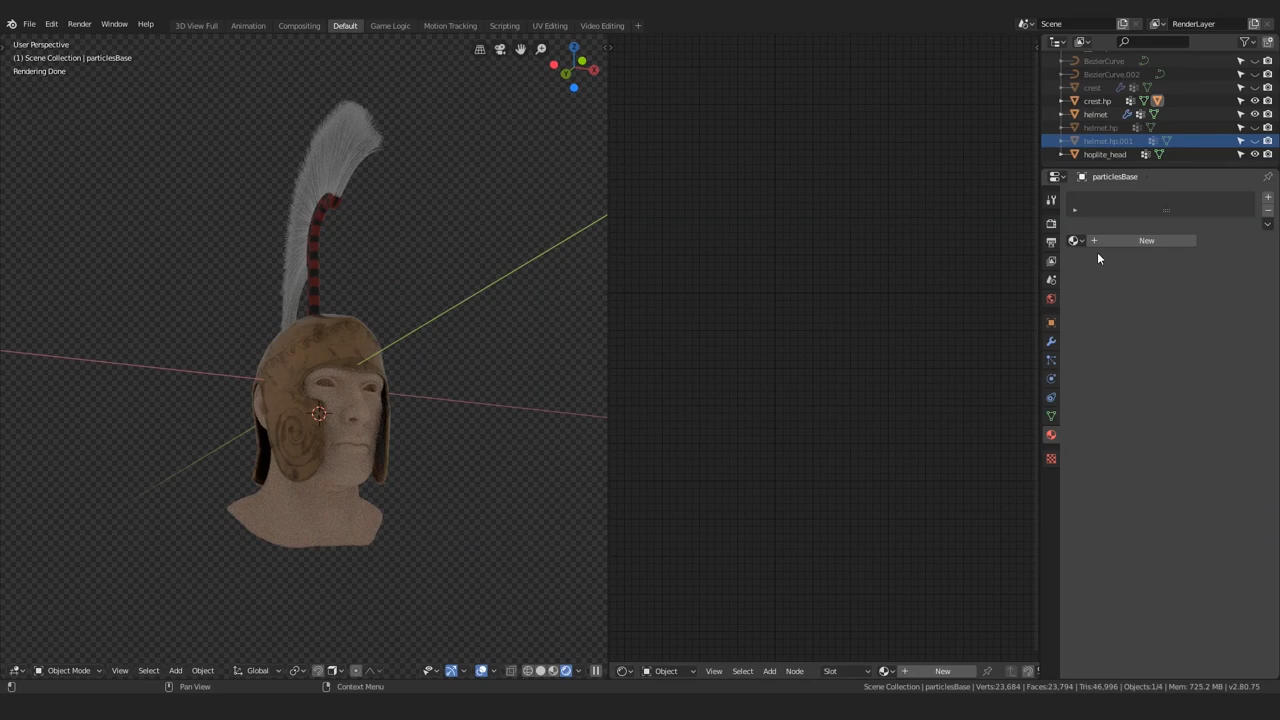 File Edit Render Window Help 3D View Full Animation Compositing Default Game Logic Motion Tracking Scripting UV Editing Video Editing + Scene RenderLayer
User Perspective
(1) Scene Collection | particlesBase
Rendering Done
Z
X
Y
BezierCurve
BezierCurve.002
crest
crest.hp
helmet
helmet.hp
helmet.hp.001
hoplite_head
particlesBase
New
Object Mode View Select Add Object Global
Object View Select Add Node Slot New
Pan View Context Menu
Scene Collection | particlesBase | Verts:23,684 | Faces:23,794 | Tris:46,996 | Objects:1/4 | Mem: 725.2 MB | v2.80.75